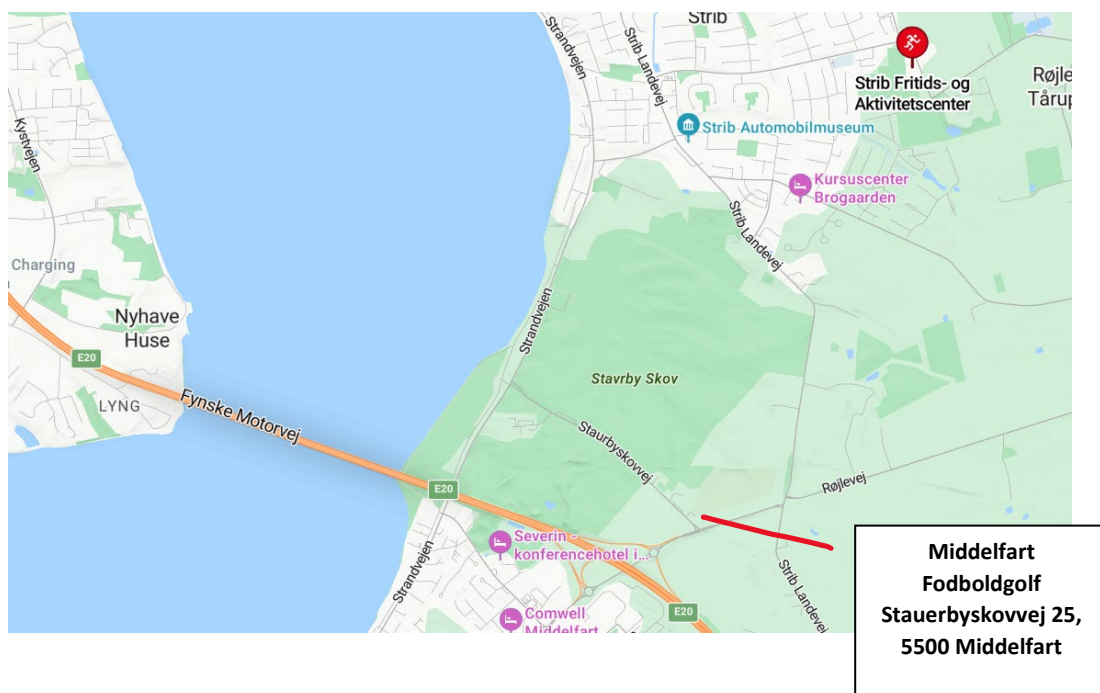 Strib
Strandvejen
Strib Landevej
Strib Fritids- og
Aktivitetscenter
Røjle
Tårup
Kystvejen
Strib Automobilmuseum
Kursuscenter
Brogaarden
Strib Landevej
Charging
Nyhave
Huse
E20
LYNG
Fynske Motorvej
Strandvejen
Stavrby Skov
Staurbyskovvej
Røjlevej
E20
Severin -
konferencehotel i...
Strandvejen
Comwell
Middelfart
E20
Strib Landevej
Middelfart
Fodboldgolf
Stauerbyskovvej 25,
5500 Middelfart